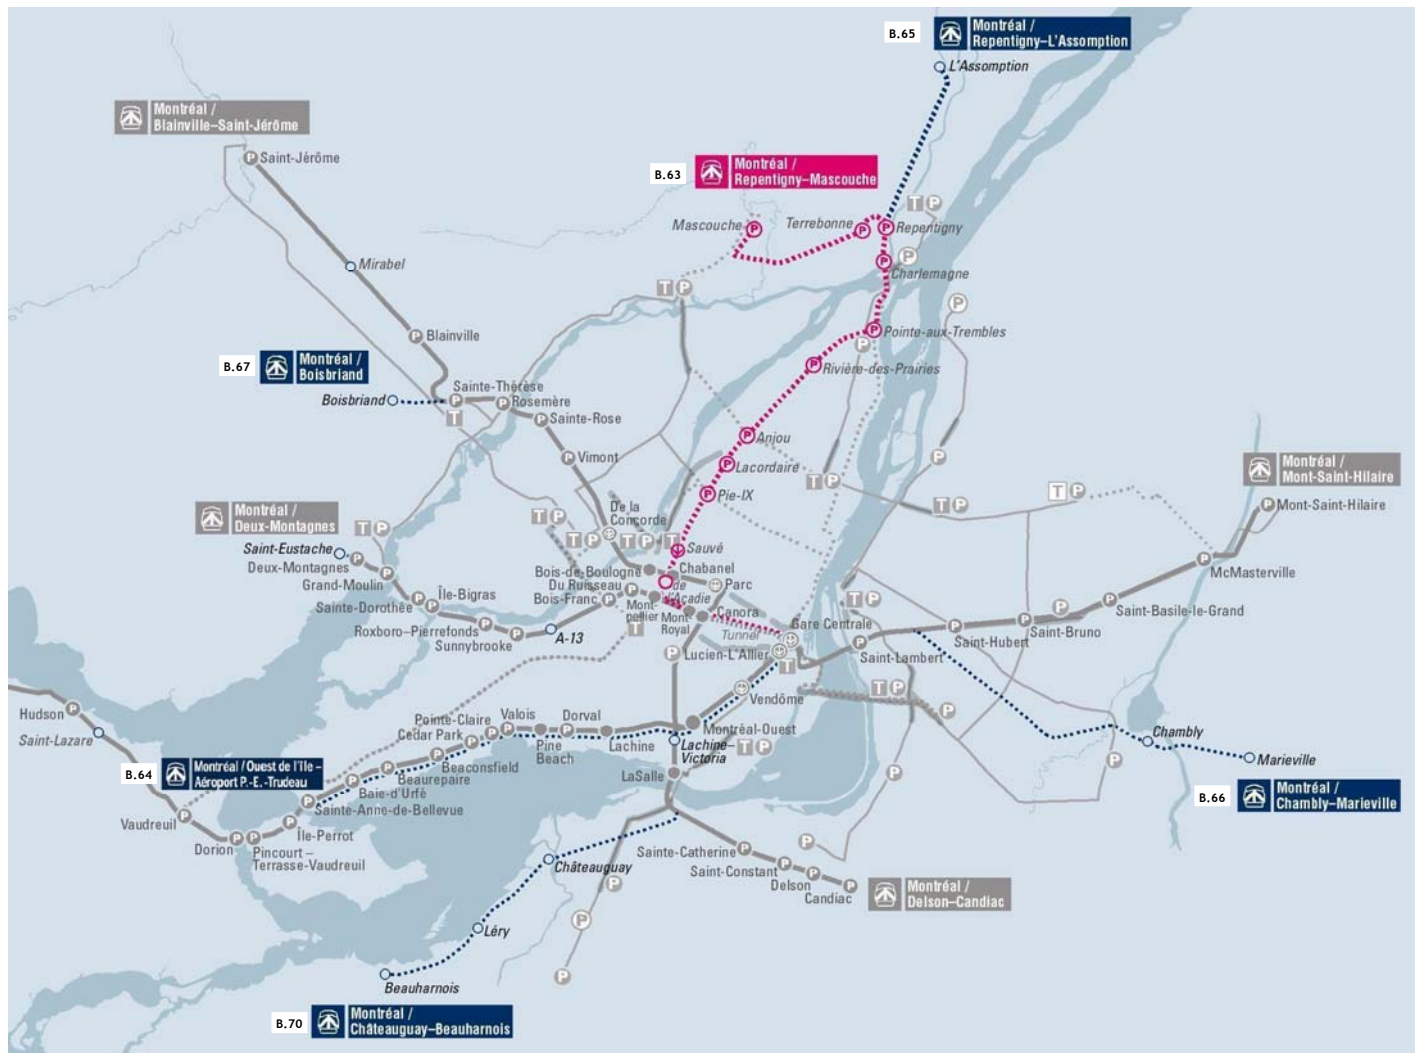 B.65
Montréal /
Repentigny–L'Assomption
L'Assomption
Montréal /
Blainville–Saint-Jérôme
Saint-Jérôme
B.63
Montréal /
Repentigny–Mascouche
T P
Mascouche
Terrebonne
Repentigny
Mirabel
Charlemagne
T P
Blainville
Pointe-aux-Trembles
B.67
Montréal /
Boisbriand
Rivière-des-Prairies
Boisbriand
Sainte-Thérèse
Rosemère
T
Sainte-Rose
Anjou
Vimont
Lacordaire
Montréal /
Mont-Saint-Hilaire
T P
T P
Pie-IX
T P
Mont-Saint-Hilaire
Montréal /
Deux-Montagnes
De la
Concorde
T P
T P
T P
T P
T
Saint-Eustache
Deux-Montagnes
Sauvé
Grand-Moulin
Bois-de-Boulogne
Chabanel
McMasterville
Du Ruisseau
de
l'Acadie
Parc
Île-Bigras
Bois-Franc
Sainte-Dorothée
Mont-
pellier
Mont-
Royal
Canora
T P
Saint-Basile-le-Grand
Roxboro–Pierrefonds
Sunnybrooke
A-13
T
Tunnel
Gare Centrale
Saint-Hubert
Saint-Bruno
Lucien-L'Allier
Saint-Lambert
T
T P
Vendôme
Hudson
Saint-Lazare
Pointe-Claire
Cedar Park
Valois
Dorval
Pine
Beach
Lachine
Montréal-Ouest
Lachine–
Victoria
T P
Chambly
Marieville
B.64
Montréal / Ouest de l'île –
Aéroport P.-E.-Trudeau
Beaconsfield
Beaurepaire
Baie-d'Urfé
Sainte-Anne-de-Bellevue
LaSalle
B.66
Montréal /
Chambly–Marieville
Vaudreuil
Île-Perrot
Dorion
Pincourt –
Terrasse-Vaudreuil
Sainte-Catherine
Saint-Constant
Delson
Candiac
Châteauguay
Montréal /
Delson–Candiac
Léry
Beauharnois
B.70
Montréal /
Châteauguay–Beauharnois